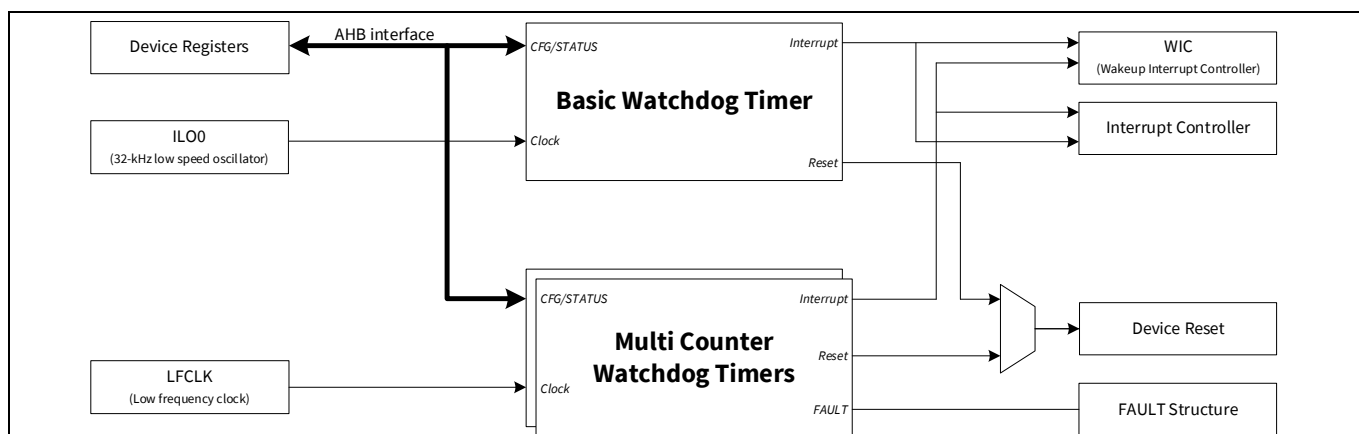 Device Registers
AHB interface
CFG/STATUS
Interrupt
WIC
(Wakeup Interrupt Controller)
Basic Watchdog Timer
Interrupt Controller
ILO0
(32-kHz low speed oscillator)
Clock
Reset
CFG/STATUS
Interrupt
Multi Counter
Watchdog Timers
Device Reset
Reset
LFCLK
(Low frequency clock)
Clock
FAULT
FAULT Structure